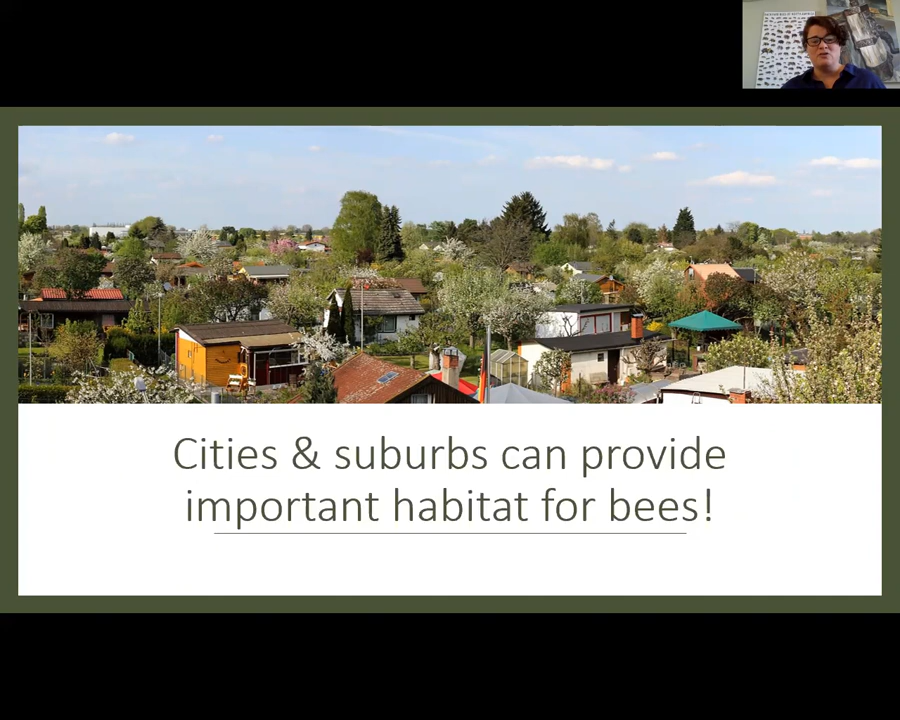 Cities & suburbs can provide
important habitat for bees!